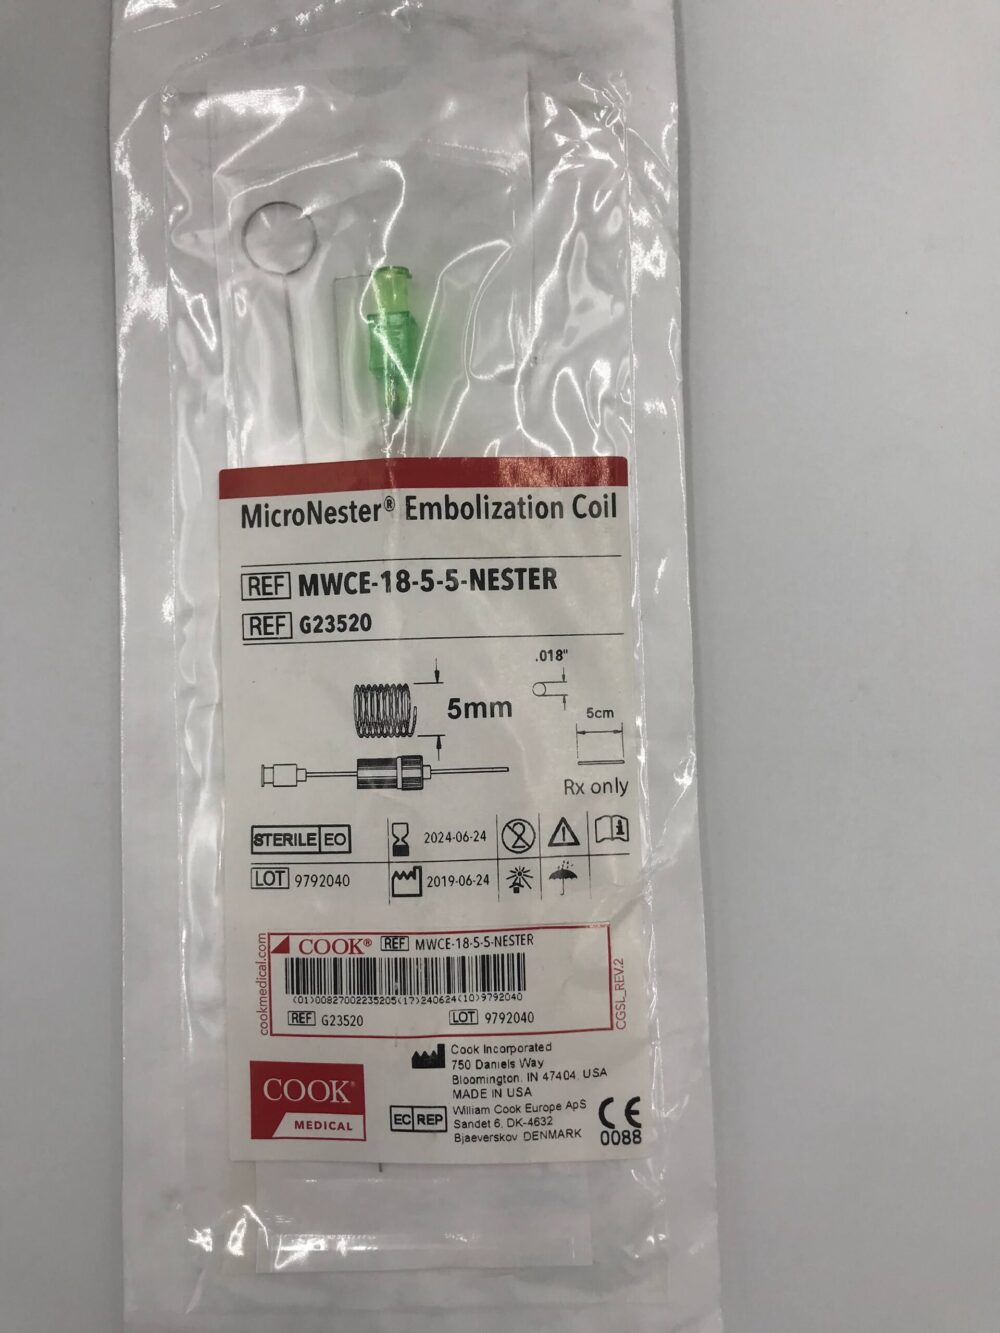 MicroNester® Embolization Coil
REF MWCE-18-5-5-NESTER
REF G23520
.018"
5mm
5cm
Rx only
STERILE EO 2024-06-24
LOT 9792040 2019-06-24
cookmedical.com
COOK® REF MWCE-18-5-5-NESTER
(01)00827002235205(17)240624(10)9792040
REF G23520 LOT 9792040
CGSL_REV.2
Cook Incorporated
750 Daniels Way
Bloomington, IN 47404, USA
MADE IN USA
COOK®
MEDICAL
EC REP
William Cook Europe ApS
Sandet 6, DK-4632
Bjaeverskov DENMARK
CE
0088